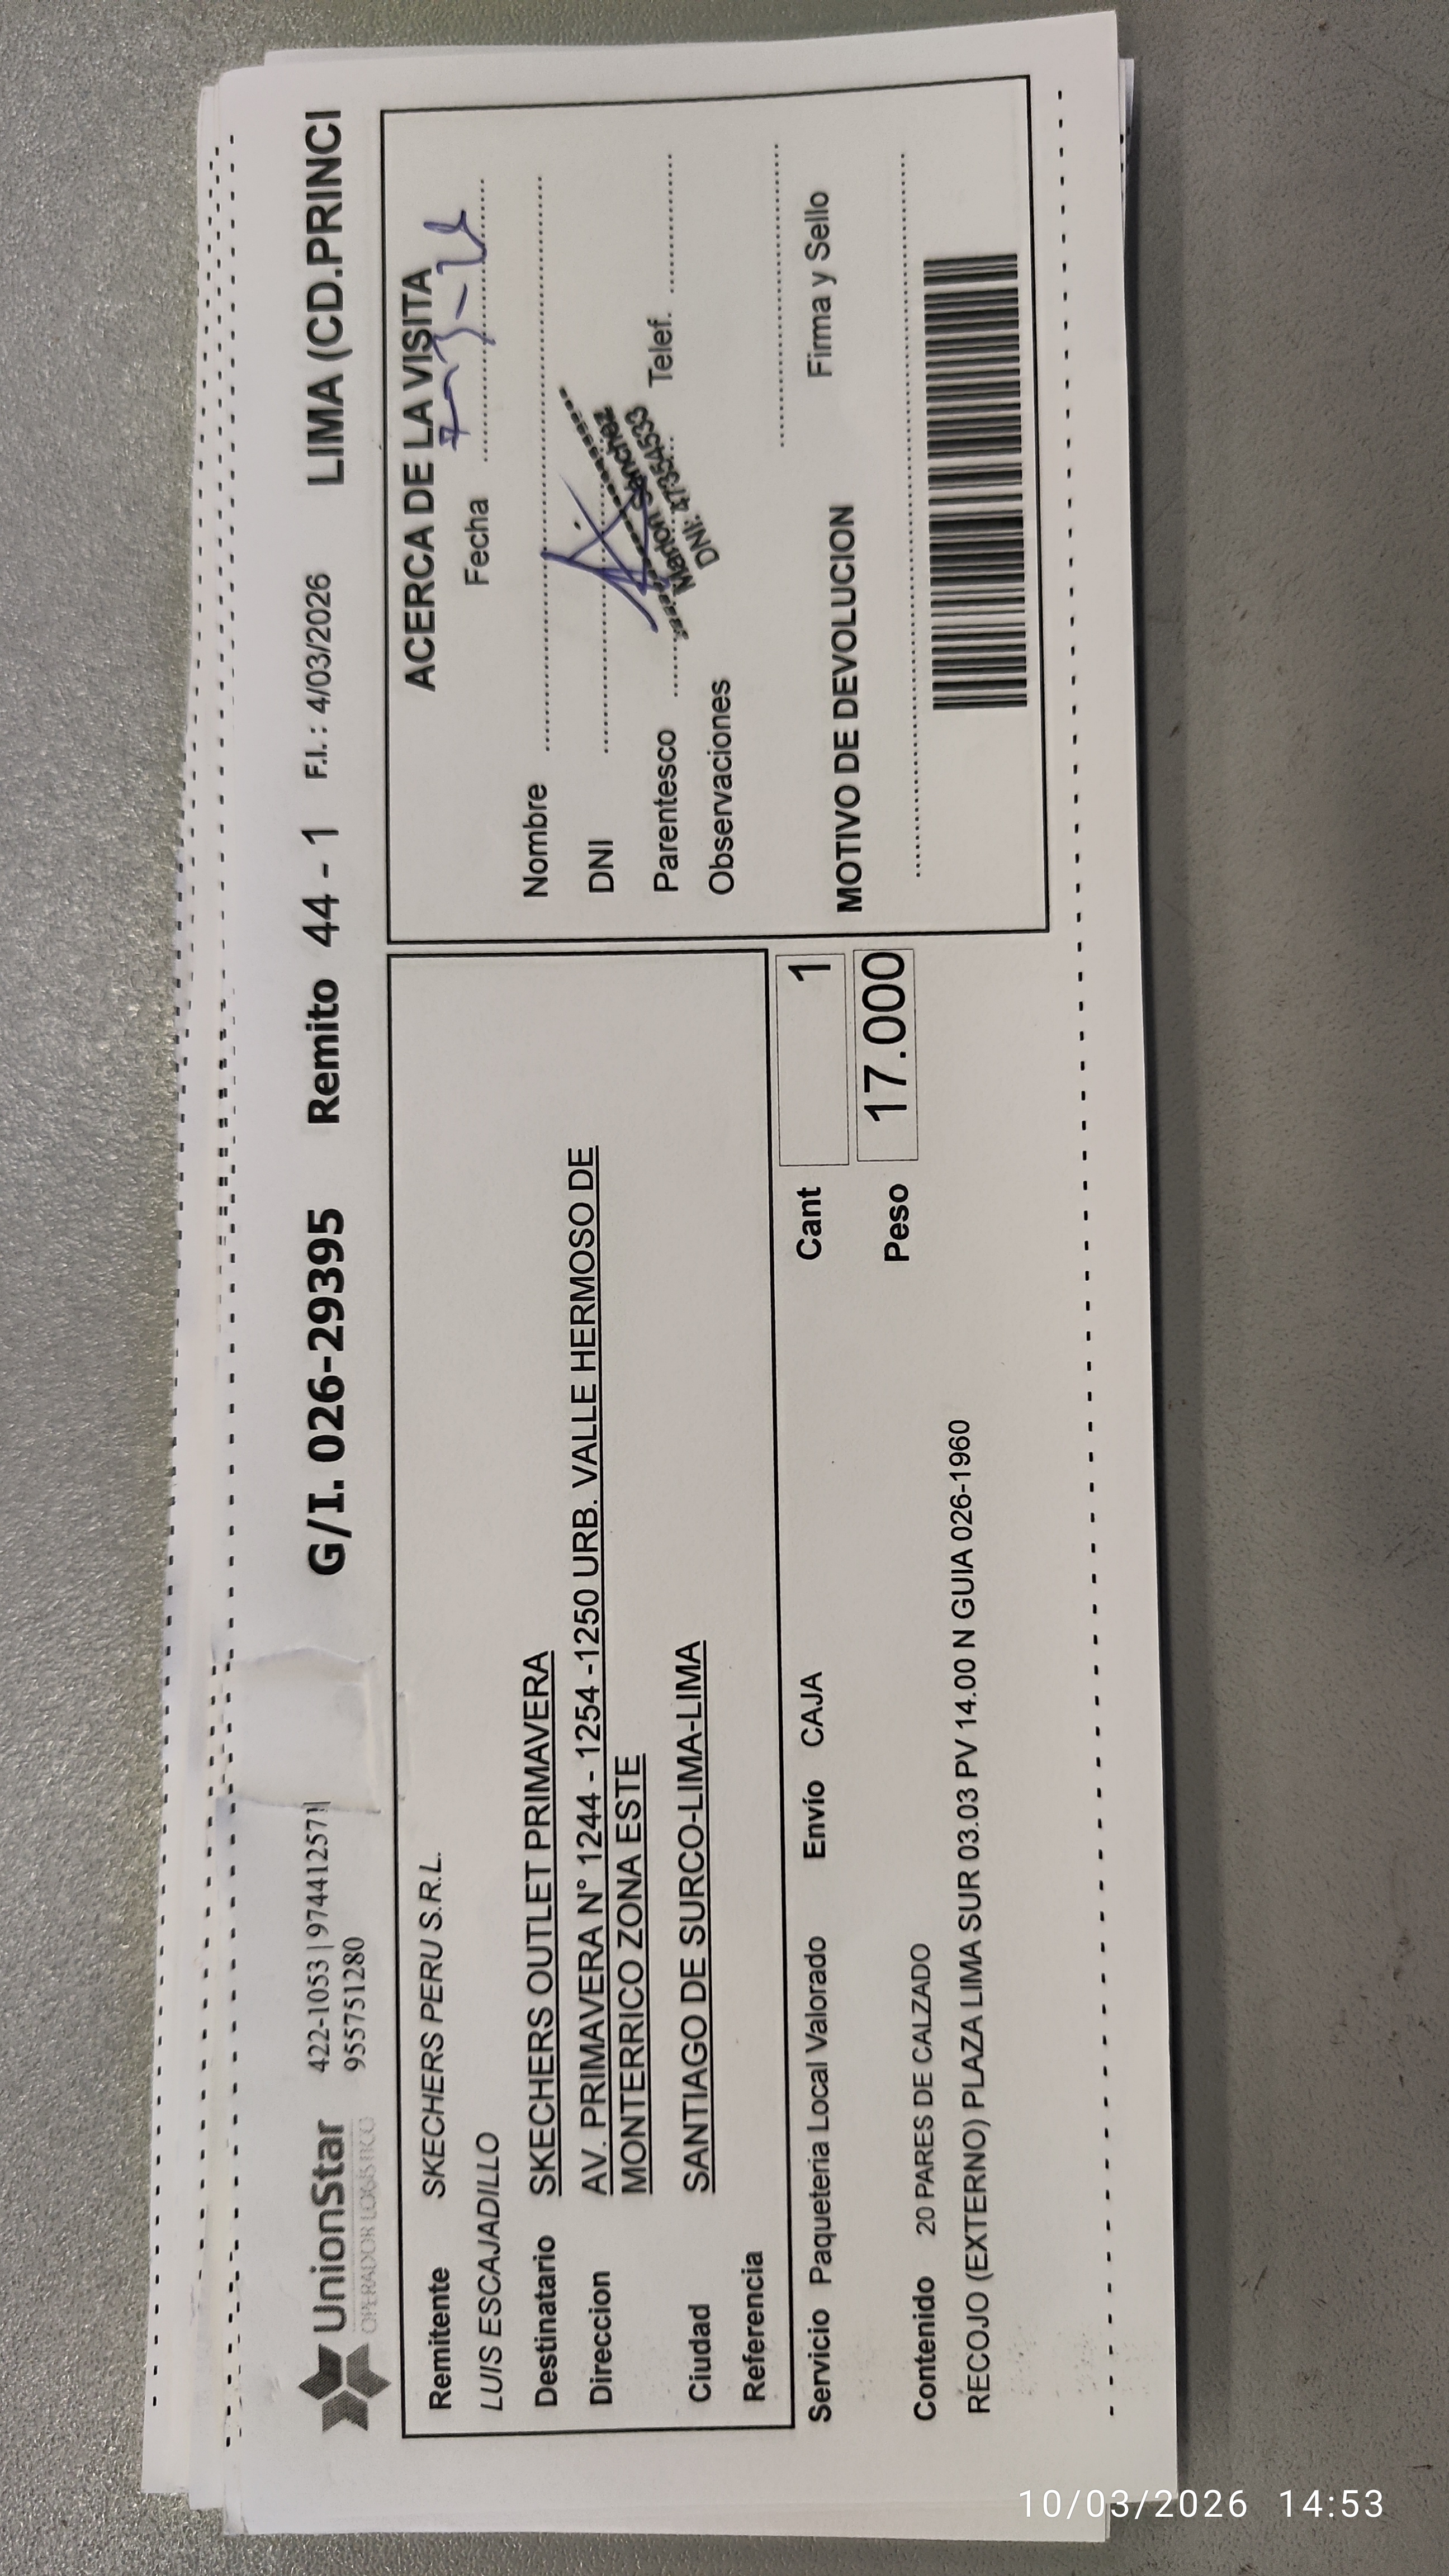 UnionStar
OPERADOR LOGISTICO
422-1053 | 974412571
955751280
G/I. 026-29395 Remito 44 - 1 F.I. : 4/03/2026 LIMA (CD.PRINCI
Remitente SKECHERS PERU S.R.L.
LUIS ESCAJADILLO
Destinatario SKECHERS OUTLET PRIMAVERA
Direccion AV. PRIMAVERA N° 1244 - 1254 -1250 URB. VALLE HERMOSO DE
MONTERRICO ZONA ESTE
Ciudad SANTIAGO DE SURCO-LIMA-LIMA
Referencia
Servicio Paqueteria Local Valorado Envío CAJA Cant 1
Peso 17.000
Contenido 20 PARES DE CALZADO
RECOJO (EXTERNO) PLAZA LIMA SUR 03.03 PV 14.00 N GUIA 026-1960
ACERCA DE LA VISITA
Fecha
Nombre
DNI
Parentesco Telef.
Observaciones
Marlon Sanchez
DNI: 47354533
Firma y Sello
MOTIVO DE DEVOLUCION
10/03/2026 14:53